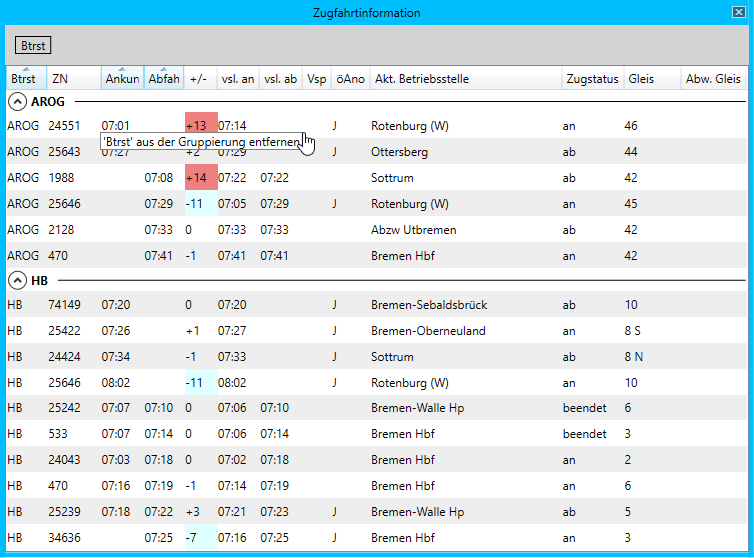 Zugfahrtinformation
Btrst
Btrst ZN Ankun Abfah +/- vsl. an vsl. ab Vsp öAno Akt. Betriebsstelle Zugstatus Gleis Abw. Gleis
AROG
AROG 24551 07:01 +13 07:14 J Rotenburg (W) an 46
'Btrst' aus der Gruppierung entfernen
AROG 25643 07:27 +2 07:29 J Ottersberg ab 44
AROG 1988 07:08 +14 07:22 07:22 Sottrum ab 42
AROG 25646 07:29 -11 07:05 07:29 J Rotenburg (W) an 45
AROG 2128 07:33 0 07:33 07:33 Abzw Utbremen ab 42
AROG 470 07:41 -1 07:41 07:41 Bremen Hbf an 42
HB
HB 74149 07:20 0 07:20 J Bremen-Sebaldsbrück ab 10
HB 25422 07:26 +1 07:27 J Bremen-Oberneuland an 8 S
HB 24424 07:34 -1 07:33 J Sottrum ab 8 N
HB 25646 08:02 -11 08:02 J Rotenburg (W) an 10
HB 25242 07:07 07:10 0 07:06 07:10 Bremen-Walle Hp beendet 6
HB 533 07:07 07:14 0 07:06 07:14 Bremen Hbf beendet 3
HB 24043 07:03 07:18 0 07:02 07:18 Bremen Hbf an 2
HB 470 07:16 07:19 -1 07:14 07:19 Bremen Hbf an 6
HB 25239 07:18 07:22 +3 07:21 07:23 J Bremen-Walle Hp ab 5
HB 34636 07:25 -7 07:16 07:25 J Bremen Hbf an 3